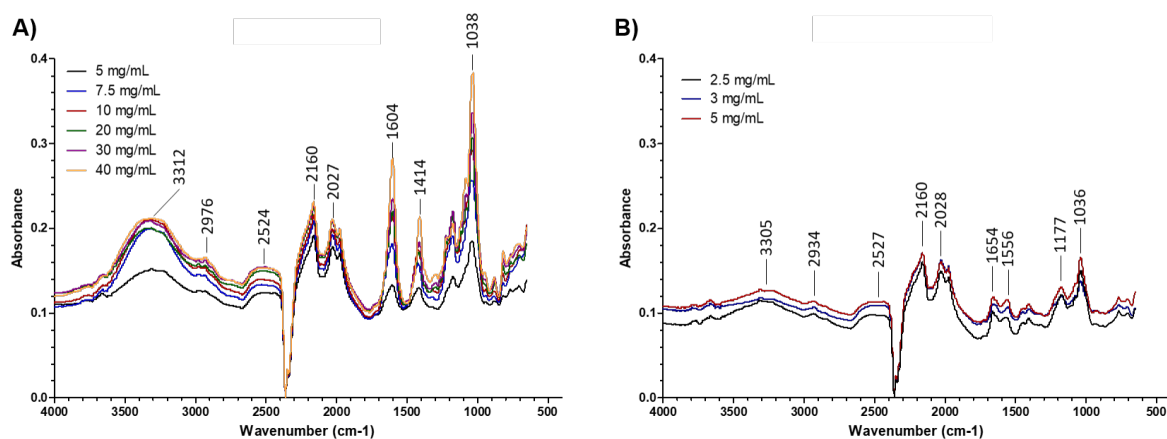 A)
5 mg/mL
7.5 mg/mL
10 mg/mL
20 mg/mL
30 mg/mL
40 mg/mL
3312
2976
2524
2160
2027
1604
1414
1038
0.4
0.3
0.2
0.1
0.0
Absorbance
4000
3500
3000
2500
2000
1500
1000
500
Wavenumber (cm-1)
B)
2.5 mg/mL
3 mg/mL
5 mg/mL
3305
2934
2527
2160
2028
1654
1556
1177
1036
0.4
0.3
0.2
0.1
0.0
Absorbance
4000
3500
3000
2500
2000
1500
1000
500
Wavenumber (cm-1)